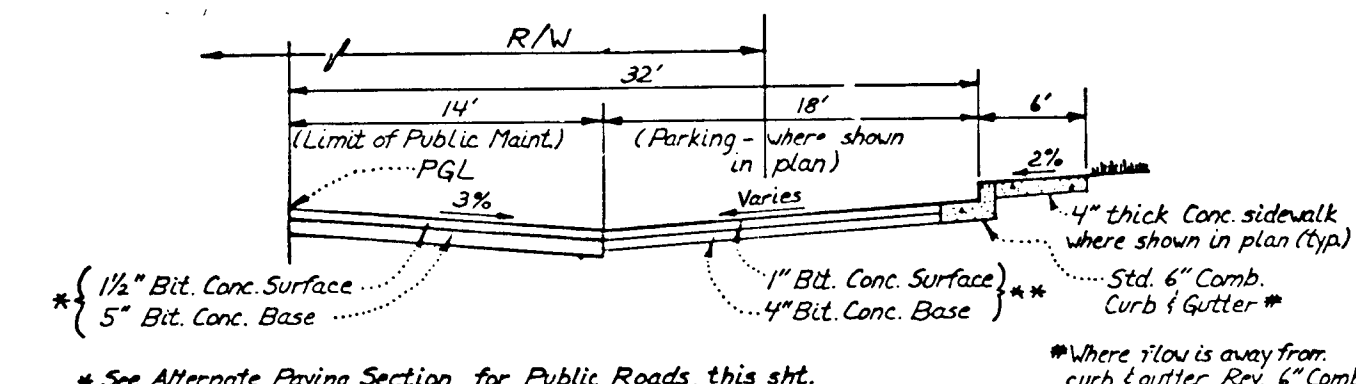 R/W
32'
14'
18'
6'
(Limit of Public Maint.)
(Parking - where shown
in plan)
PGL
3%
Varies
2%
4" thick Conc. sidewalk
where shown in plan (typ.)
* { 1½" Bit. Conc. Surface
5" Bit. Conc. Base
1" Bit. Conc. Surface } **
4" Bit. Conc. Base
Std. 6" Comb.
Curb & Gutter #
* See Alternate Paving Section for Public Roads this sht.
#Where flow is away from
curb & gutter Rev. 6" Comb